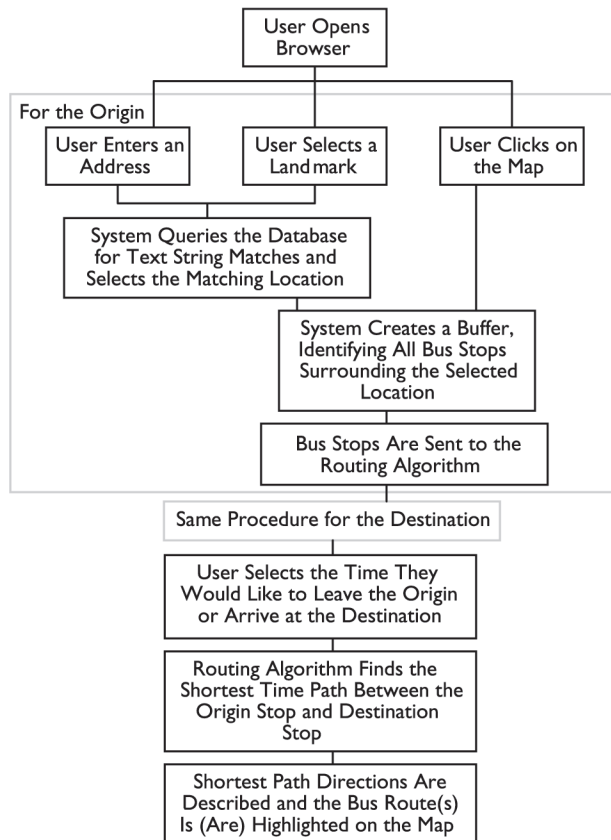 User Opens
Browser
For the Origin
User Enters an
Address
User Selects a
Landmark
User Clicks on
the Map
System Queries the Database
for Text String Matches and
Selects the Matching Location
System Creates a Buffer,
Identifying All Bus Stops
Surrounding the Selected
Location
Bus Stops Are Sent to the
Routing Algorithm
Same Procedure for the Destination
User Selects the Time They
Would Like to Leave the Origin
or Arrive at the Destination
Routing Algorithm Finds the
Shortest Time Path Between the
Origin Stop and Destination
Stop
Shortest Path Directions Are
Described and the Bus Route(s)
Is (Are) Highlighted on the Map